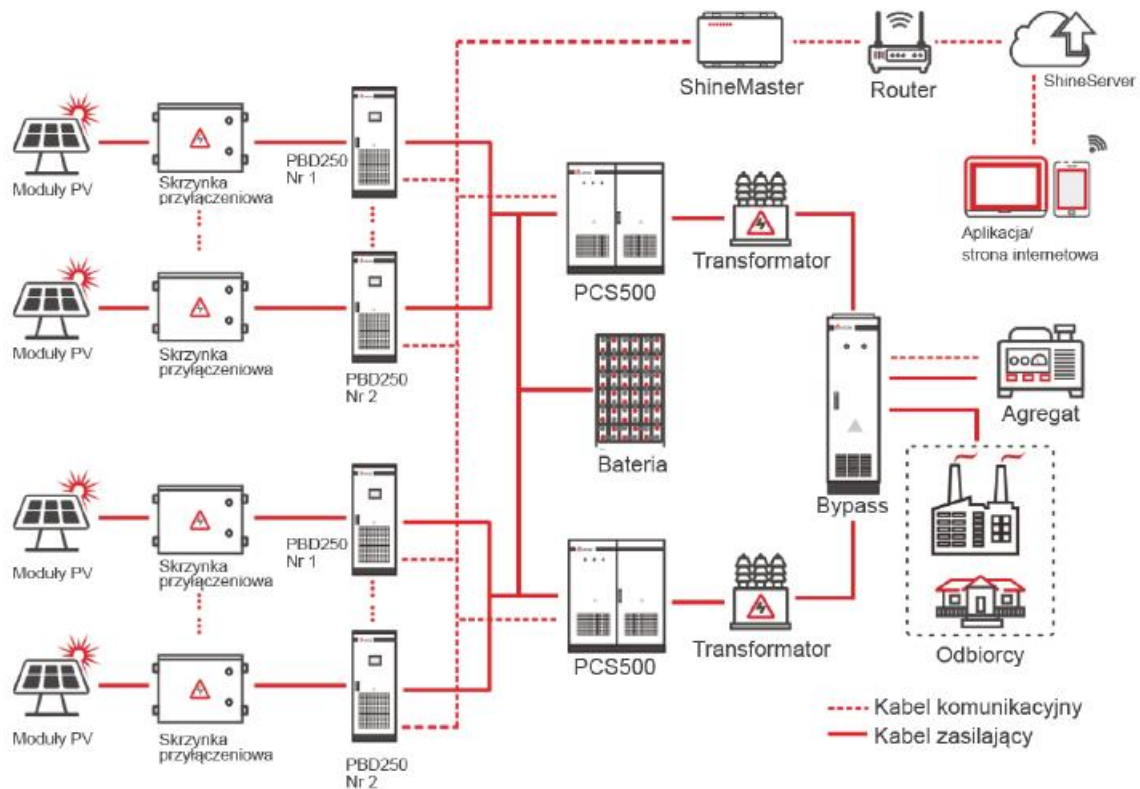 ShineMaster
Router
ShineServer
Moduły PV
Skrzynka
przyłączeniowa
PBD250
Nr 1
PCS500
Transformator
Aplikacja/
strona internetowa
Moduły PV
Skrzynka
przyłączeniowa
PBD250
Nr 2
Bateria
Bypass
Agregat
Moduły PV
Skrzynka
przyłączeniowa
PBD250
Nr 1
PCS500
Transformator
Odbiorcy
Moduły PV
Skrzynka
przyłączeniowa
PBD250
Nr 2
Kabel komunikacyjny
Kabel zasilający